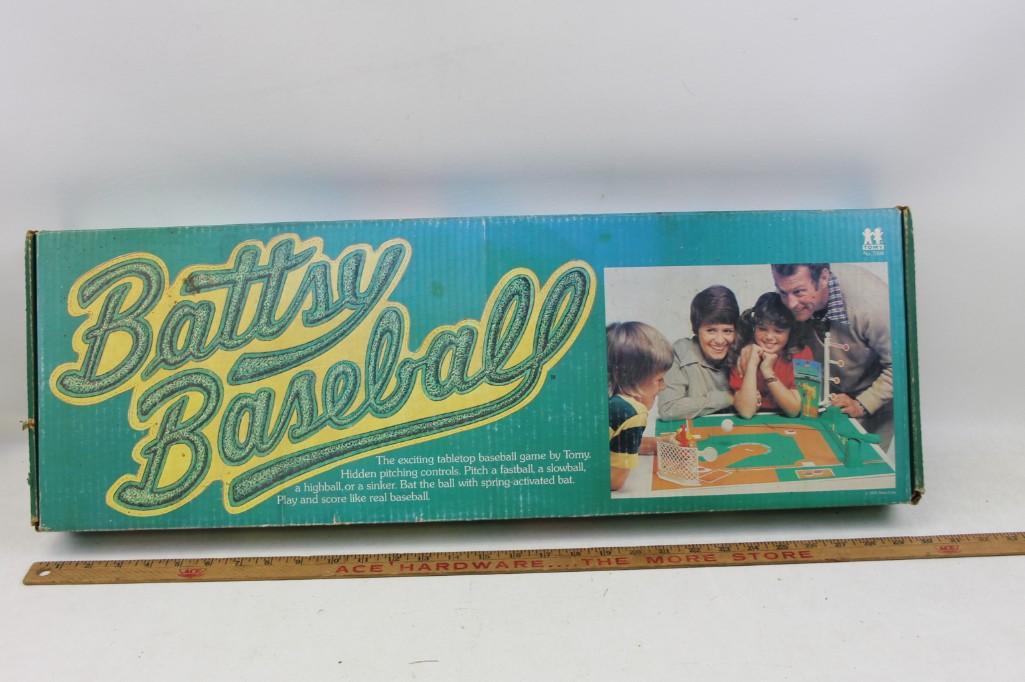 Battsy
Baseball
TOMY
The exciting tabletop baseball game by Tomy.
Hidden pitching controls. Pitch a fastball, a slowball,
a highball, or a sinker. Bat the ball with spring-activated bat.
Play and score like real baseball.
ACE HARDWARE....THE MORE STORE